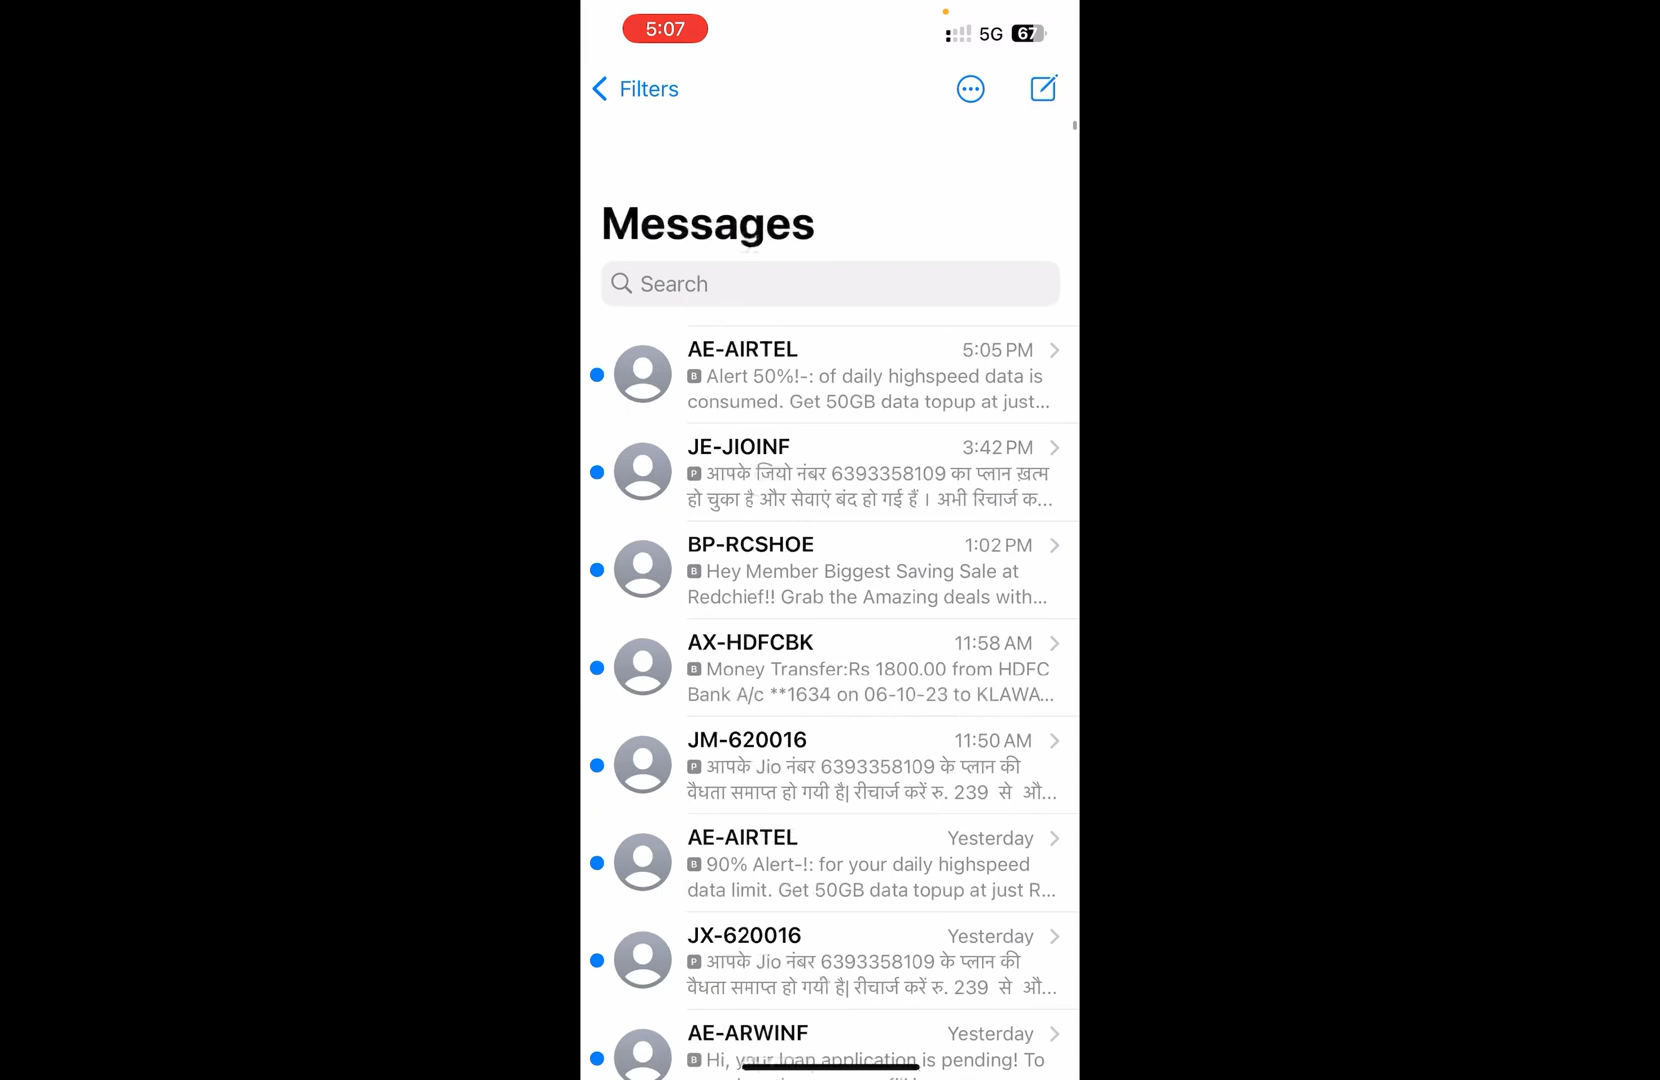 5:07
5G 67
Filters
Messages
Search
AE-AIRTEL 5:05 PM
B Alert 50%!-: of daily highspeed data is
consumed. Get 50GB data topup at just...
JE-JIOINF 3:42 PM
P आपके जियो नंबर 6393358109 का प्लान ख़त्म
हो चुका है और सेवाएं बंद हो गई हैं । अभी रिचार्ज क...
BP-RCSHOE 1:02 PM
B Hey Member Biggest Saving Sale at
Redchief!! Grab the Amazing deals with...
AX-HDFCBK 11:58 AM
B Money Transfer:Rs 1800.00 from HDFC
Bank A/c **1634 on 06-10-23 to KLAWA...
JM-620016 11:50 AM
P आपके Jio नंबर 6393358109 के प्लान की
वैधता समाप्त हो गयी है| रीचार्ज करें रु. 239 से औ...
AE-AIRTEL Yesterday
B 90% Alert-!: for your daily highspeed
data limit. Get 50GB data topup at just R...
JX-620016 Yesterday
P आपके Jio नंबर 6393358109 के प्लान की
वैधता समाप्त हो गयी है| रीचार्ज करें रु. 239 से औ...
AE-ARWINF Yesterday
B Hi, your loan application is pending! To